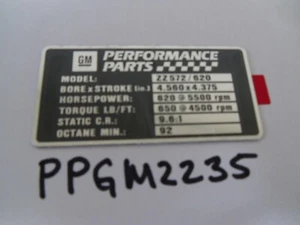 GM
PERFORMANCE
PARTS
MODEL: ZZ572/620
BORE x STROKE (in.) 4.560 x 4.375
HORSEPOWER: 620 @ 5500 rpm
TORQUE LB/FT: 650 @ 4500 rpm
STATIC C.R.: 9.6:1
OCTANE MIN.: 92
PPGM2235